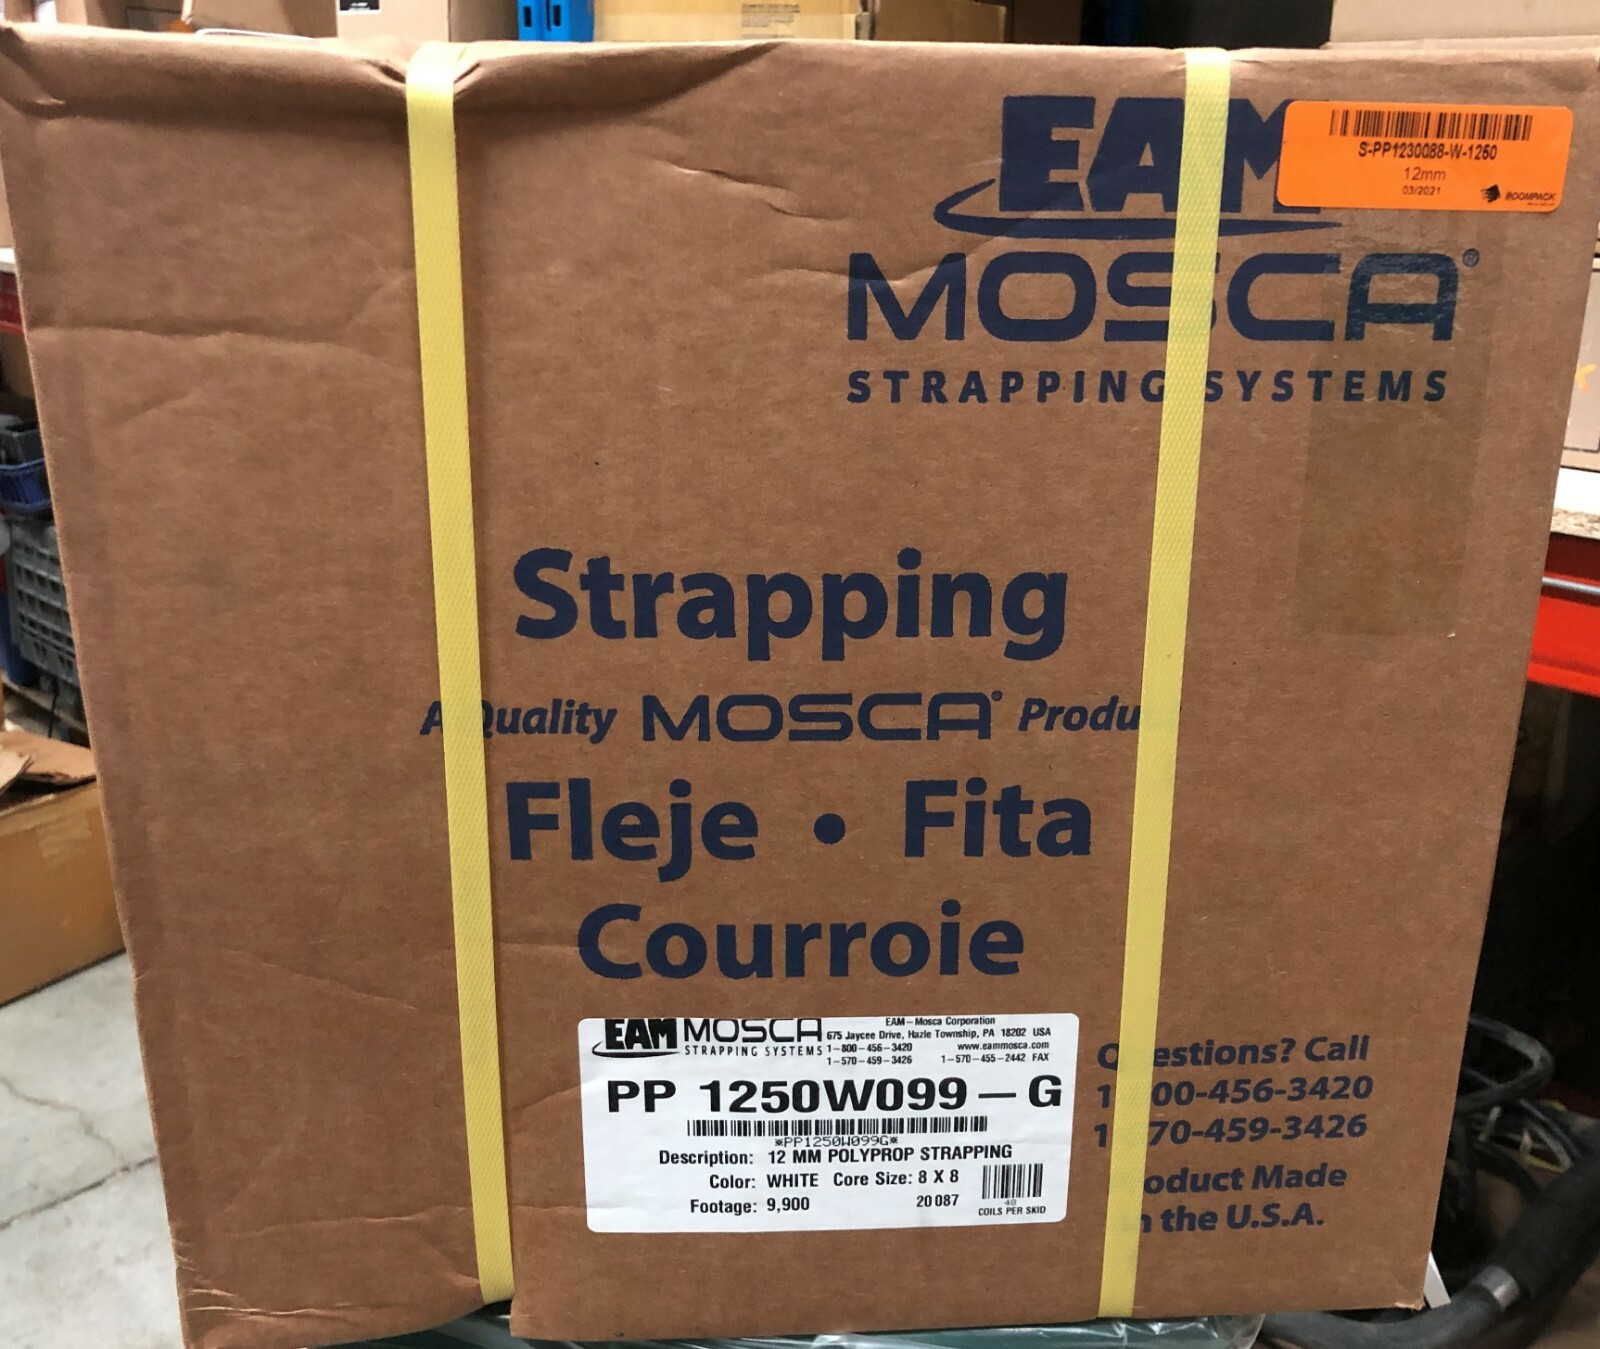 EAM
MOSCA®
STRAPPING SYSTEMS
S-PP1230088-W-1250
12mm
03/2021
BOOMPACK
Strapping
A Quality MOSCA® Produ
Fleje • Fita
Courroie
EAM MOSCA
STRAPPING SYSTEMS
EAM-Mosca Corporation
675 Jaycee Drive, Hazle Township, PA 18202 USA
1-800-456-3420 www.eammosca.com
1-570-459-3426 1-570-455-2442 FAX
PP 1250W099-G
*PP1250W099G*
Description: 12 MM POLYPROP STRAPPING
Color: WHITE Core Size: 8 X 8
Footage: 9,900 20087
48
COILS PER SKID
Q estions? Call
1 00-456-3420
1 70-459-3426
oduct Made
n the U.S.A.